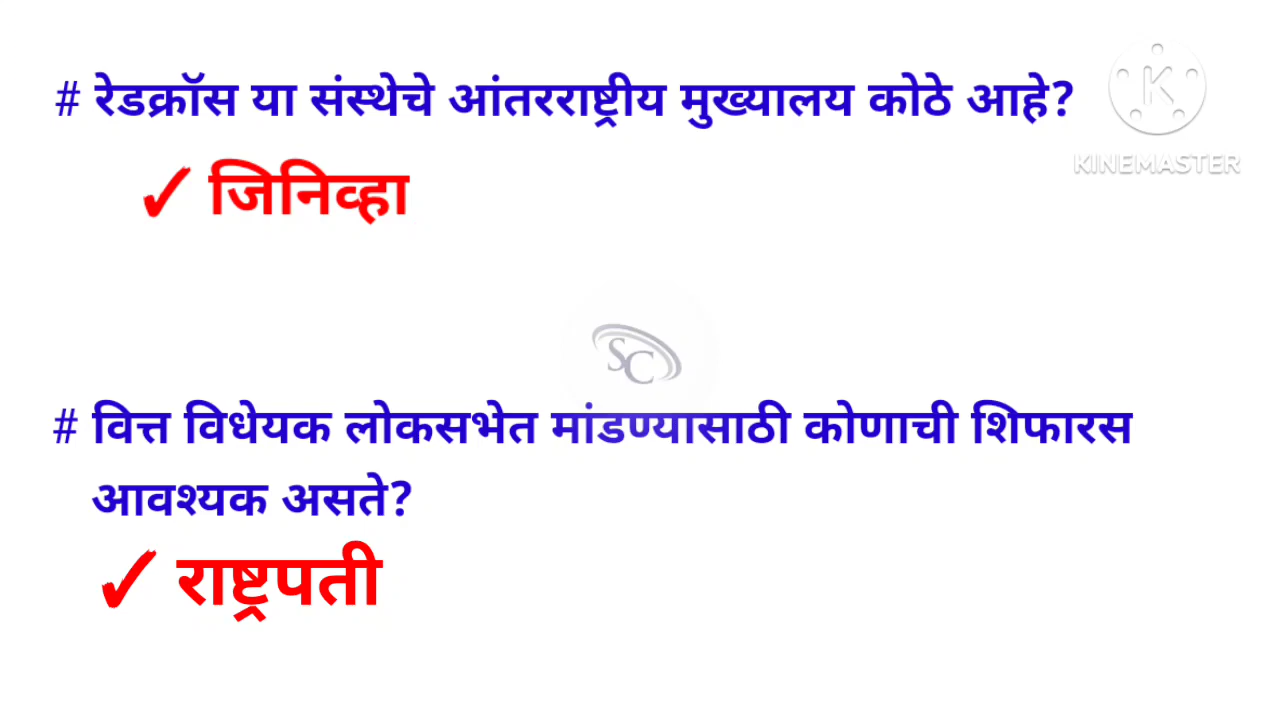 # रेडक्रॉस या संस्थेचे आंतरराष्ट्रीय मुख्यालय कोठे आहे?
K
KINEMASTER
✓ जिनिव्हा
SC
# वित्त विधेयक लोकसभेत मांडण्यासाठी कोणाची शिफारस
आवश्यक असते?
✓ राष्ट्रपती